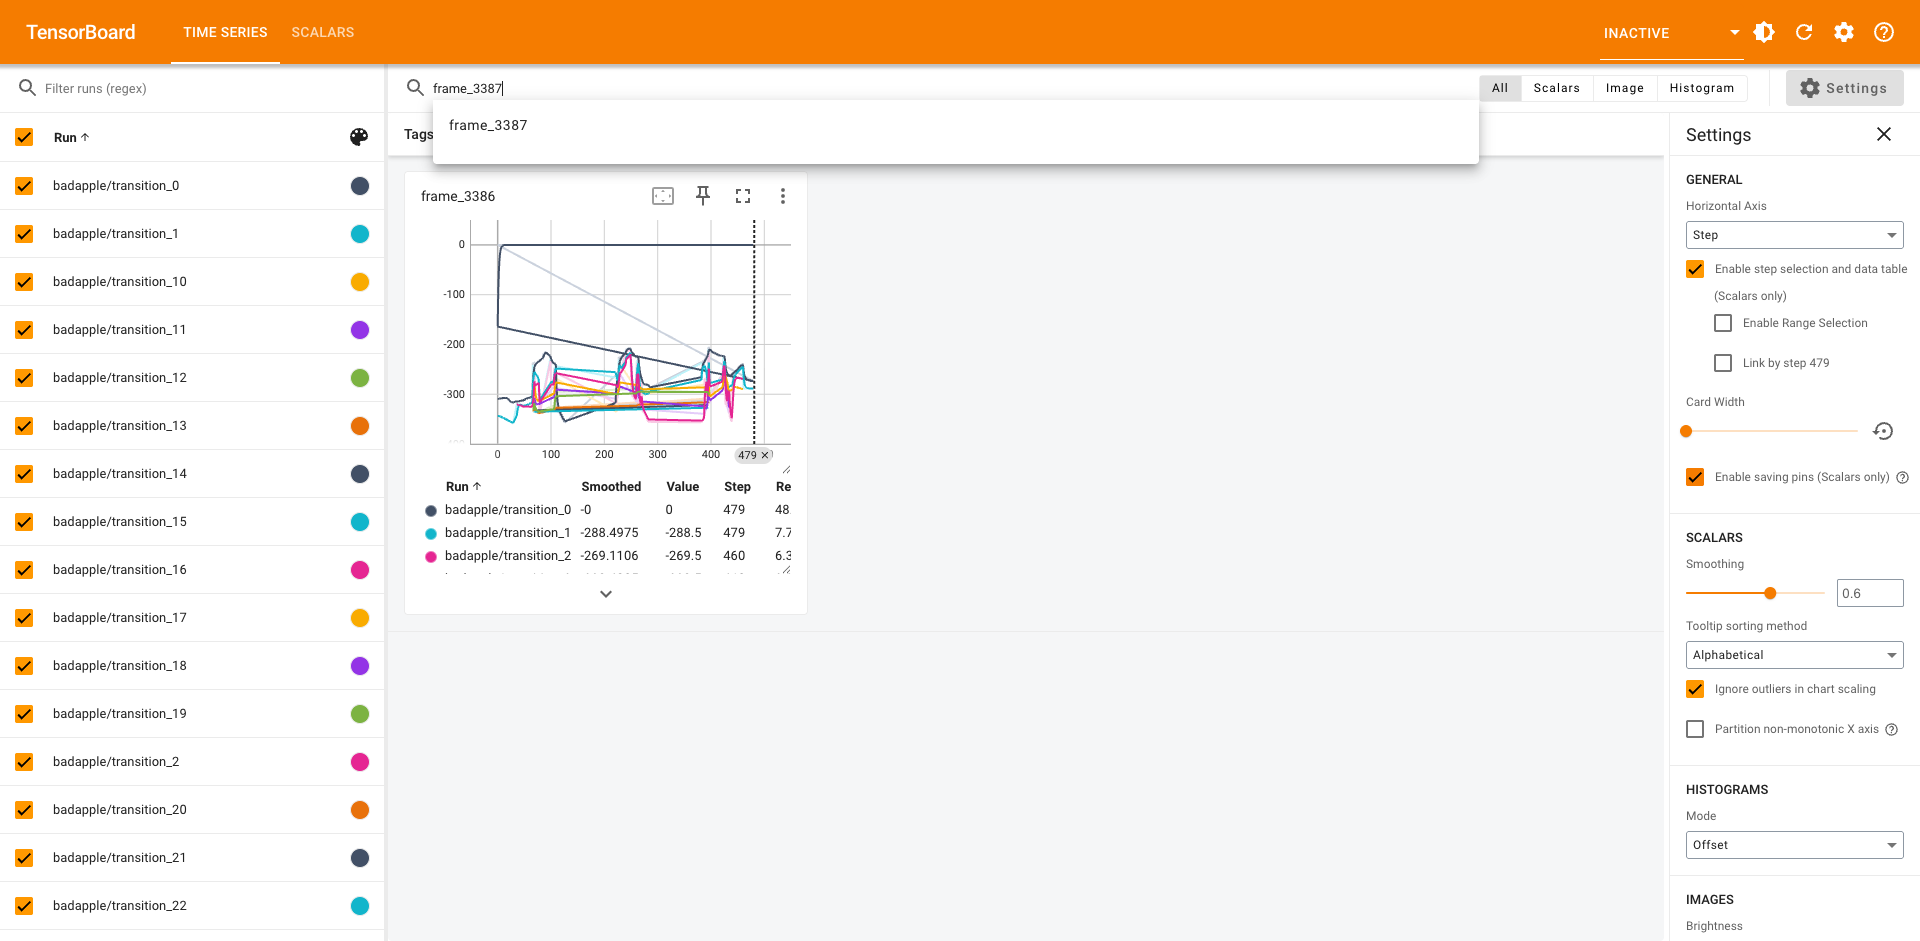 TensorBoard
TIME SERIES
SCALARS
INACTIVE
Filter runs (regex)
Run
badapple/transition_0
badapple/transition_1
badapple/transition_10
badapple/transition_11
badapple/transition_12
badapple/transition_13
badapple/transition_14
badapple/transition_15
badapple/transition_16
badapple/transition_17
badapple/transition_18
badapple/transition_19
badapple/transition_2
badapple/transition_20
badapple/transition_21
badapple/transition_22
frame_3387
All Scalars Image Histogram
Settings
frame_3387
Tags
frame_3386
0
-100
-200
-300
0 100 200 300 400 479
Run Smoothed Value Step Re
badapple/transition_0 -0 0 479 48.
badapple/transition_1 -288.4975 -288.5 479 7.7
badapple/transition_2 -269.1106 -269.5 460 6.3
Settings
GENERAL
Horizontal Axis
Step
Enable step selection and data table
(Scalars only)
Enable Range Selection
Link by step 479
Card Width
Enable saving pins (Scalars only)
SCALARS
Smoothing
0.6
Tooltip sorting method
Alphabetical
Ignore outliers in chart scaling
Partition non-monotonic X axis
HISTOGRAMS
Mode
Offset
IMAGES
Brightness